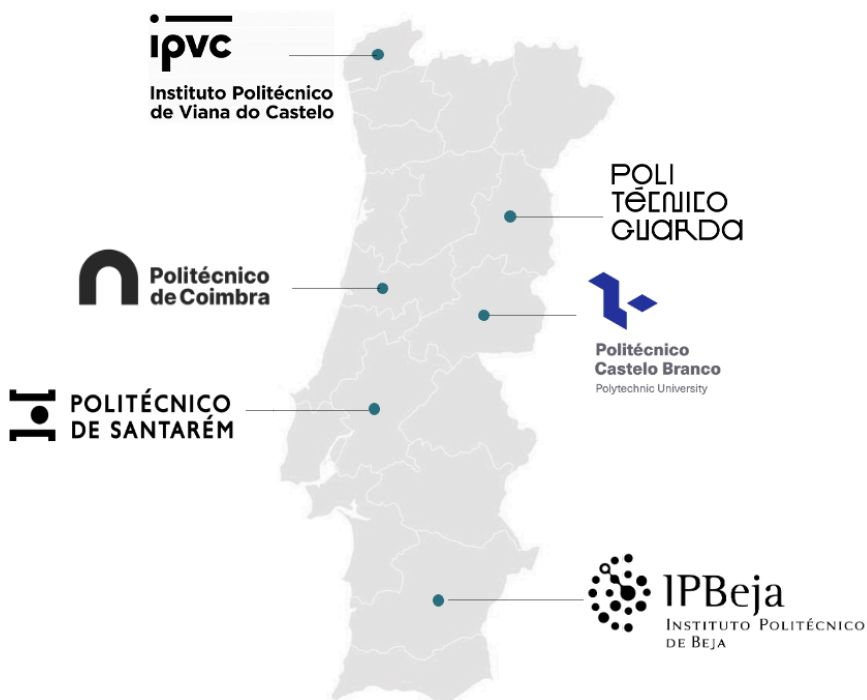 ipvc
Instituto Politécnico
de Viana do Castelo
POLI
TÉCNICO
GUARDA
Politécnico
de Coimbra
Politécnico
Castelo Branco
Polytechnic University
POLITÉCNICO
DE SANTARÉM
IPBeja
INSTITUTO POLITÉCNICO
DE BEJA